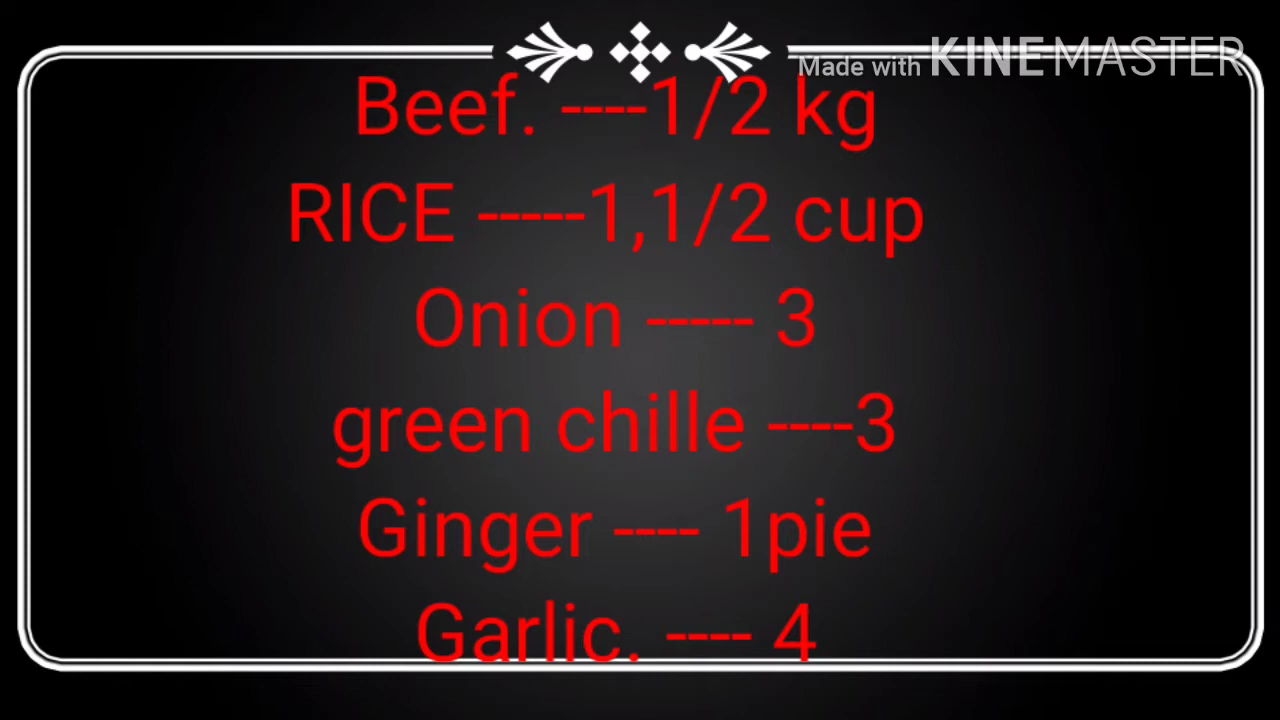 Made with KINEMASTER
Beef. ----1/2 kg
RICE -----1,1/2 cup
Onion ----- 3
green chille ----3
Ginger ---- 1pie
Garlic. ---- 4